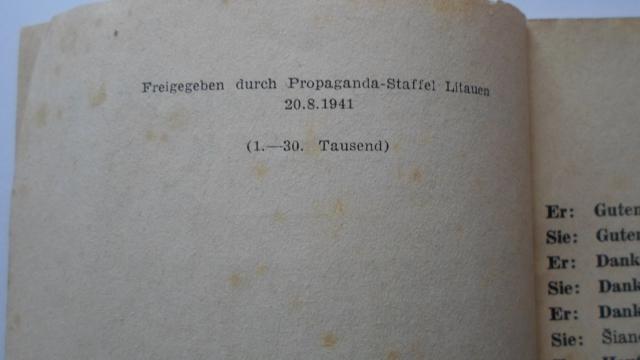 Freigegeben durch Propaganda-Staffel Litauen
20.8.1941
(1.—30. Tausend)
Er: Guten
Sie: Guten
Er: Dank
Sie: Dank
Er: Dank
Sie: Šian